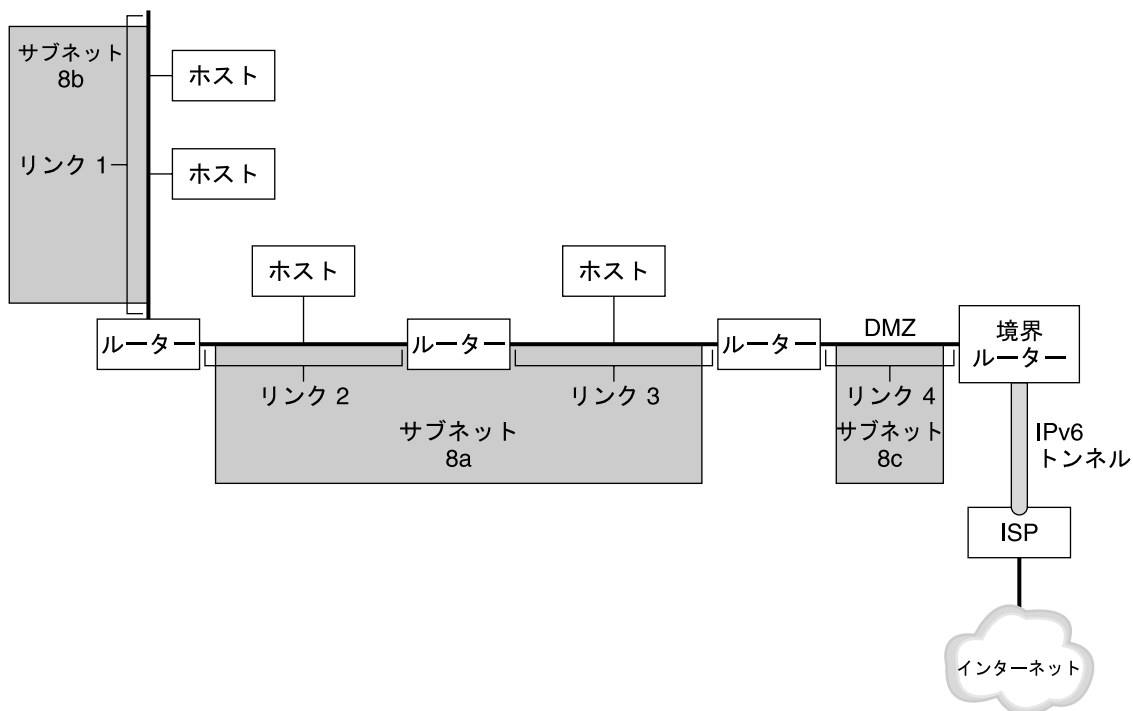 サブネット
8b
リンク 1
ホスト
ホスト
ホスト
ホスト
ルーター
ルーター
ルーター
DMZ
境界
ルーター
リンク 2
リンク 3
リンク 4
サブネット
8a
サブネット
8c
IPv6
トンネル
ISP
インターネット